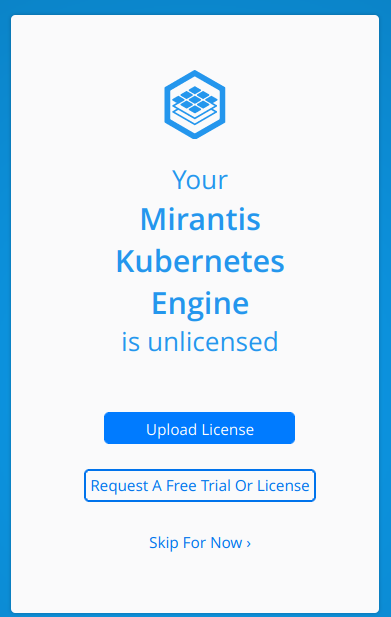 Your
Mirantis
Kubernetes
Engine
is unlicensed
Upload License
Request A Free Trial Or License
Skip For Now ›